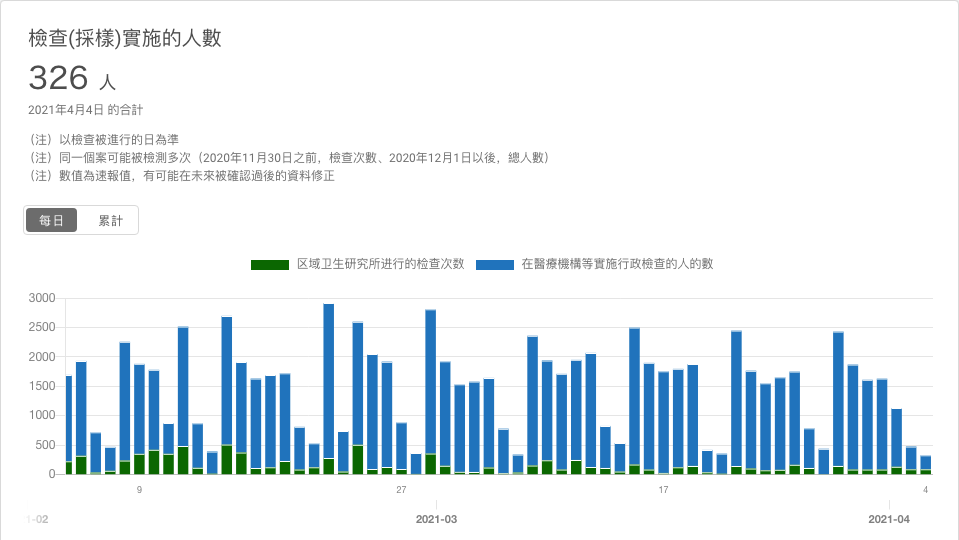 檢查(採樣)實施的人數
326 人
2021年4月4日 的合計
（注）以檢查被進行的日為準
（注）同一個案可能被檢測多次（2020年11月30日之前，檢查次數、2020年12月1日以後，總人數）
（注）數值為速報值，有可能在未來被確認過後的資料修正
每日 累計
区域卫生研究所进行的检查次数 在醫療機構等實施行政檢查的人的數
3000
2500
2000
1500
1000
500
0
9 27 17 4
1-02 2021-03 2021-04